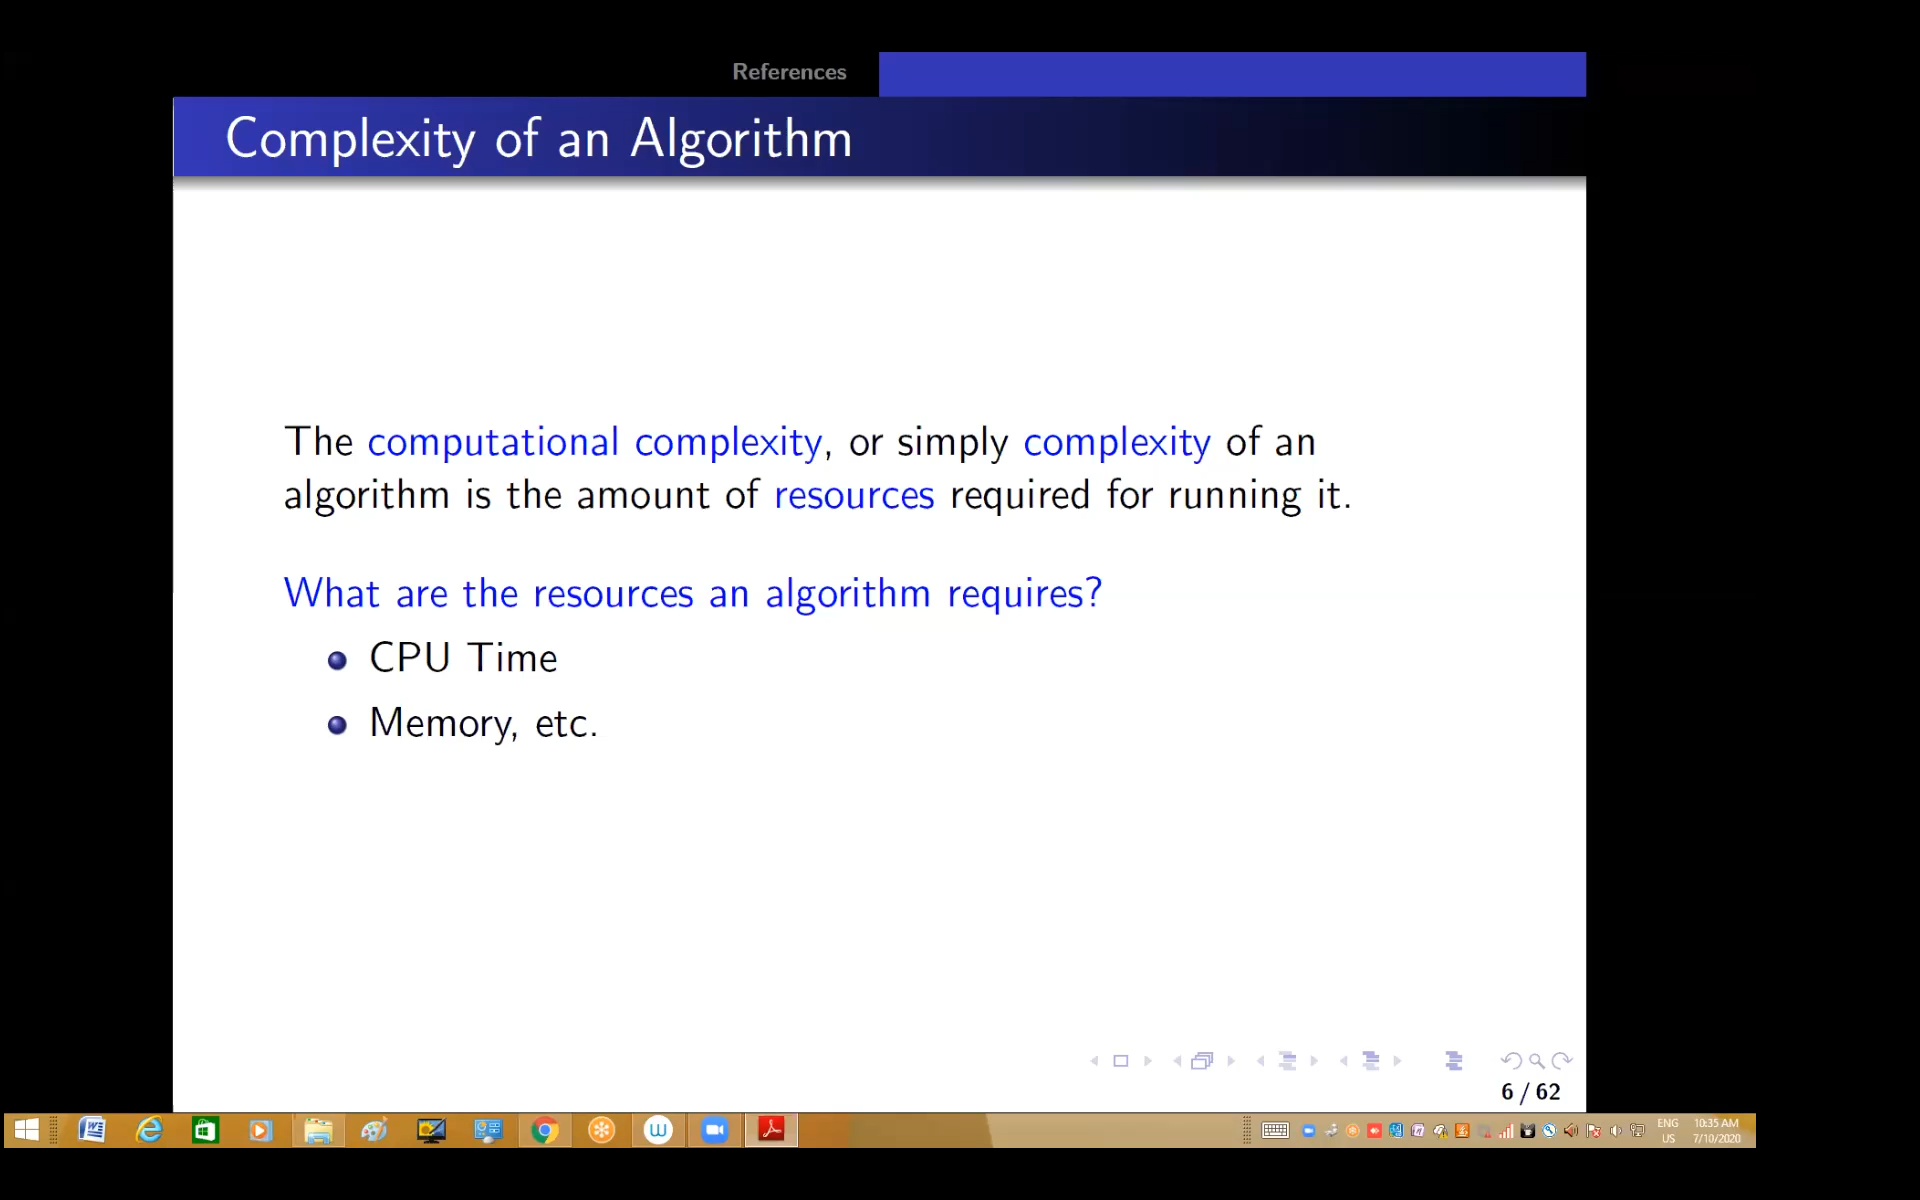 References
Complexity of an Algorithm
The computational complexity, or simply complexity of an
algorithm is the amount of resources required for running it.
What are the resources an algorithm requires?
CPU Time
Memory, etc.
6 / 62
ENG
US
10:35 AM
7/10/2020